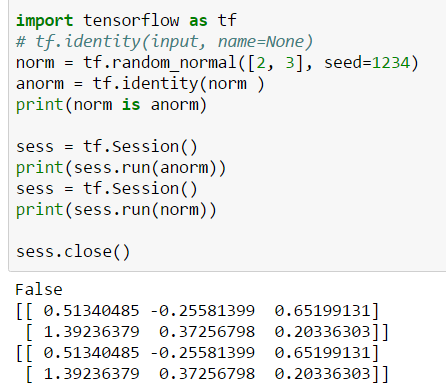 import tensorflow as tf
# tf.identity(input, name=None)
norm = tf.random_normal([2, 3], seed=1234)
anorm = tf.identity(norm )
print(norm is anorm)

sess = tf.Session()
print(sess.run(anorm))
sess = tf.Session()
print(sess.run(norm))

sess.close()
False
[[ 0.51340485 -0.25581399  0.65199131]
 [ 1.39236379  0.37256798  0.20336303]]
[[ 0.51340485 -0.25581399  0.65199131]
 [ 1.39236379  0.37256798  0.20336303]]